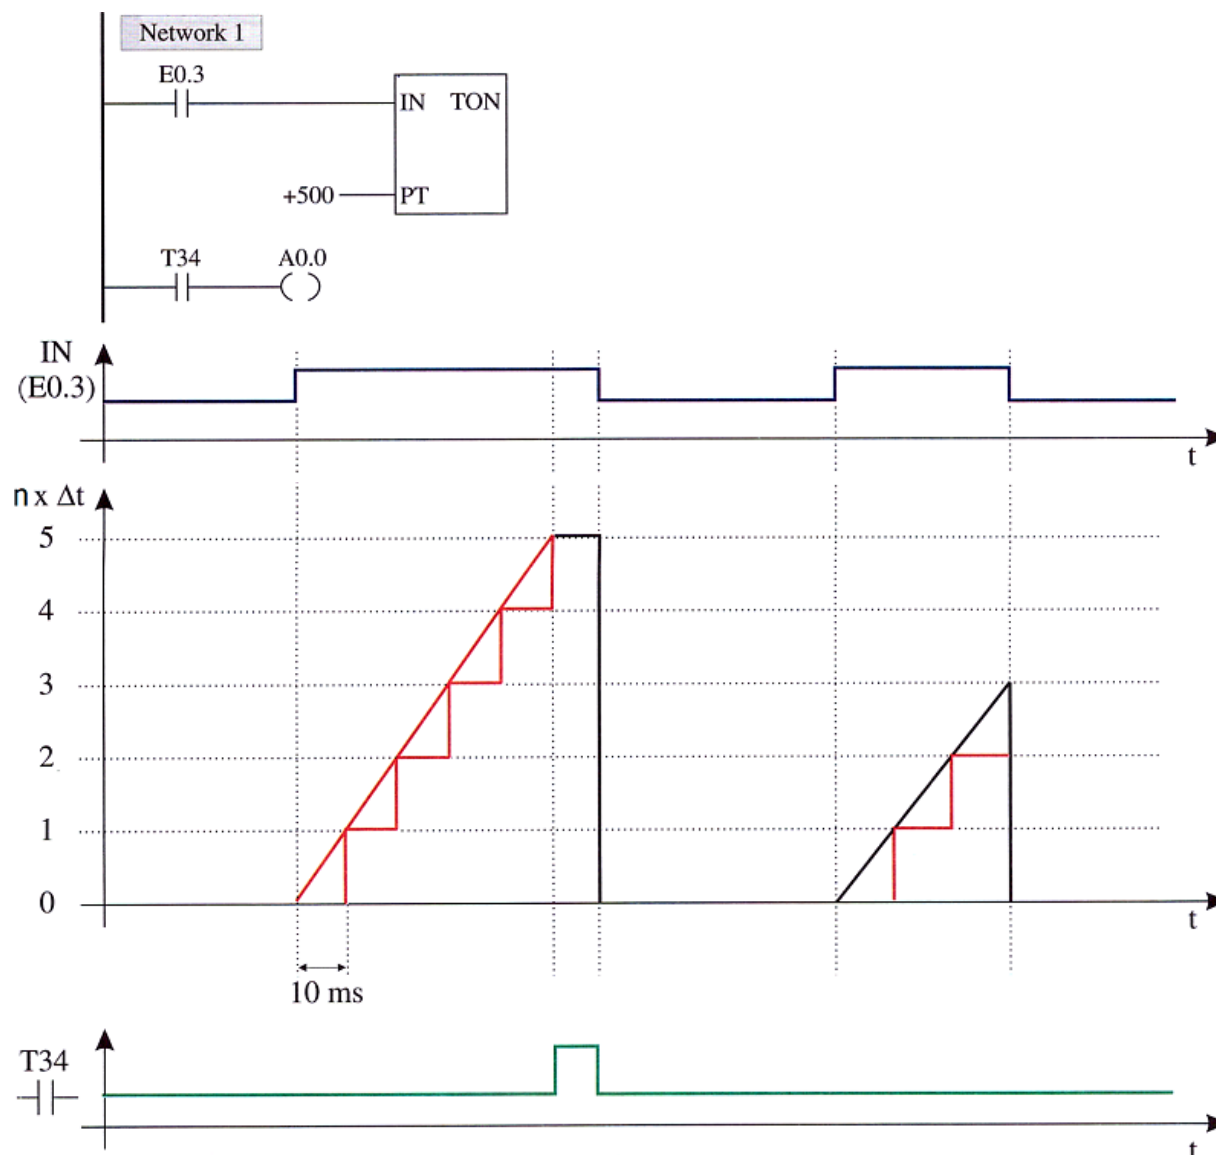 Network 1
E0.3
IN TON
+500 PT
T34 A0.0
IN
(E0.3)
t
n x Δt
5
4
3
2
1
0
t
10 ms
T34
t